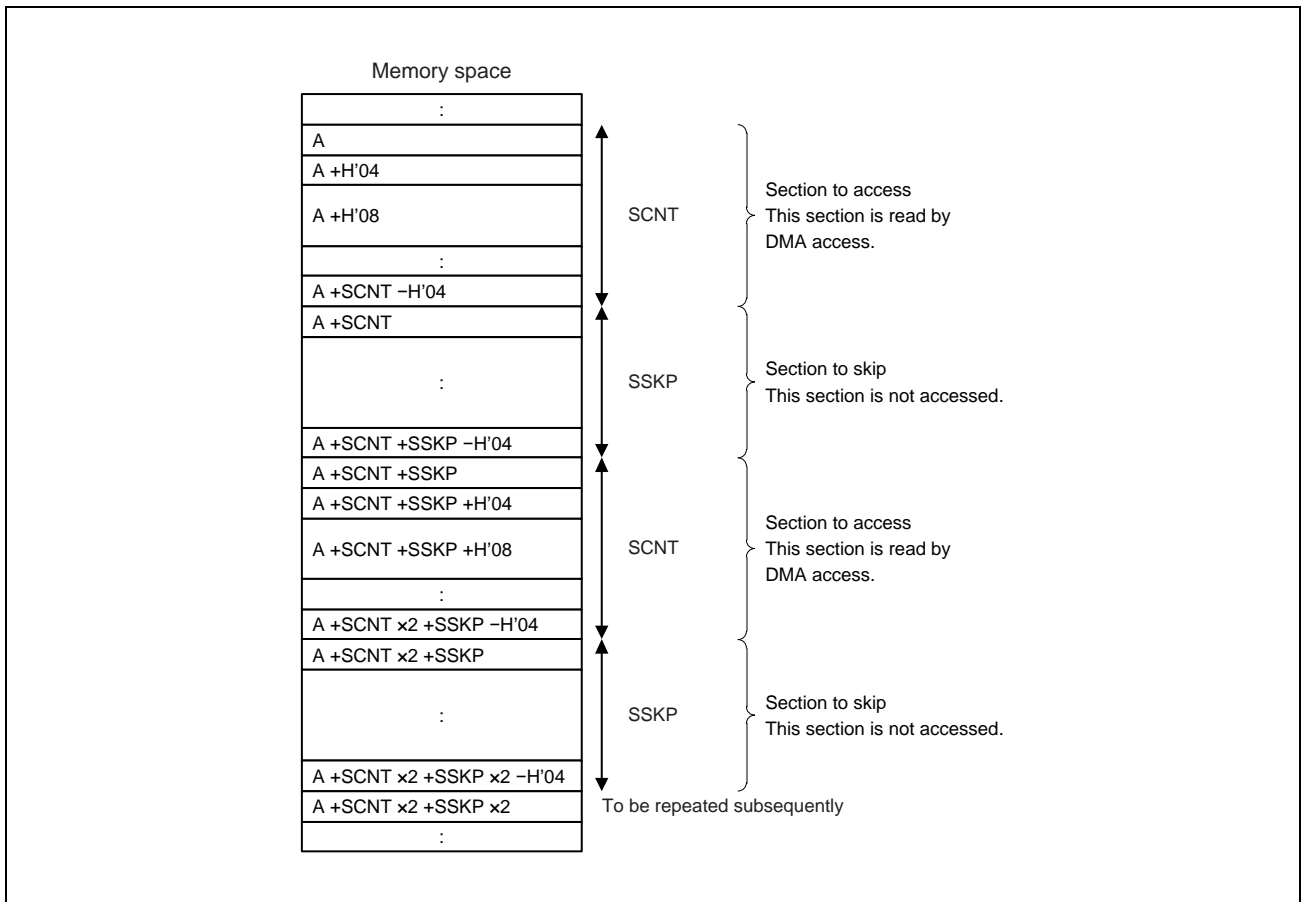 Memory space
:
A
A +H'04
A +H'08
:
A +SCNT −H'04
A +SCNT
:
A +SCNT +SSKP −H'04
A +SCNT +SSKP
A +SCNT +SSKP +H'04
A +SCNT +SSKP +H'08
:
A +SCNT ×2 +SSKP −H'04
A +SCNT ×2 +SSKP
:
A +SCNT ×2 +SSKP ×2 −H'04
A +SCNT ×2 +SSKP ×2
:
SCNT
SSKP
SCNT
SSKP
To be repeated subsequently
Section to access
This section is read by
DMA access.
Section to skip
This section is not accessed.
Section to access
This section is read by
DMA access.
Section to skip
This section is not accessed.